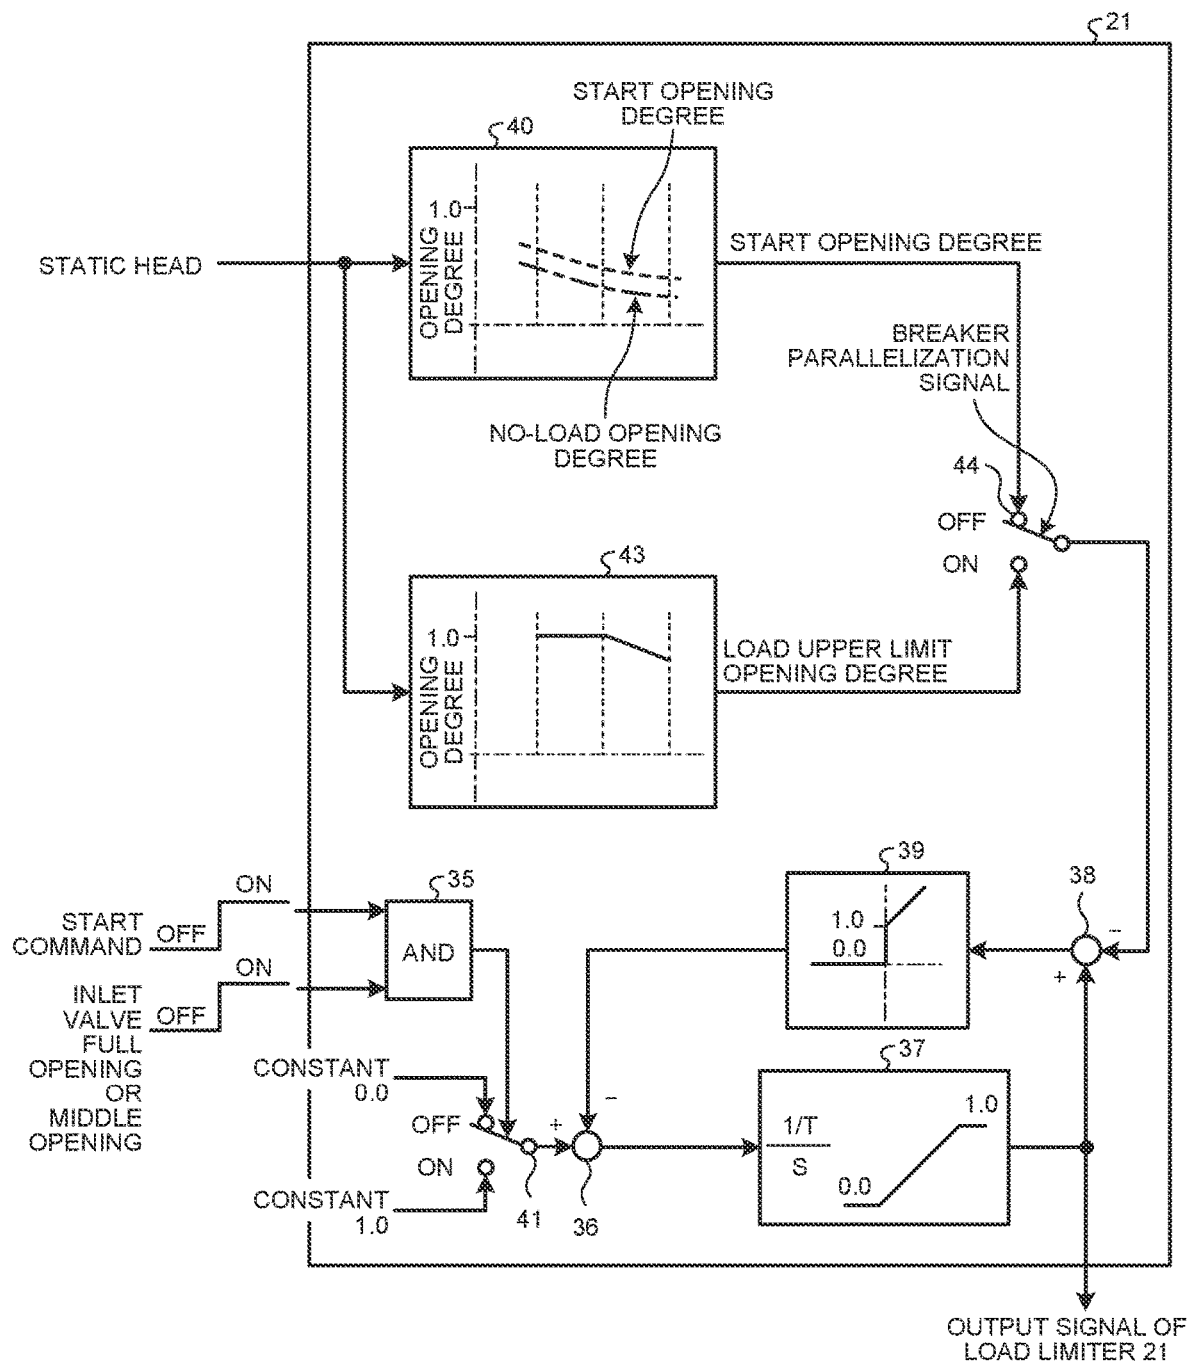 21
START OPENING
DEGREE
40
1.0
OPENING
DEGREE
START OPENING DEGREE
STATIC HEAD
BREAKER
PARALLELIZATION
SIGNAL
NO-LOAD OPENING
DEGREE
44
OFF
ON
43
1.0
OPENING
DEGREE
LOAD UPPER LIMIT
OPENING DEGREE
39
1.0
0.0
38
−
+
35
AND
ON
START
COMMAND
OFF
ON
INLET
VALVE
FULL
OPENING
OR
MIDDLE
OPENING
OFF
CONSTANT
0.0
OFF
ON
CONSTANT
1.0
41
+
−
36
37
1/T
S
0.0
1.0
OUTPUT SIGNAL OF
LOAD LIMITER 21